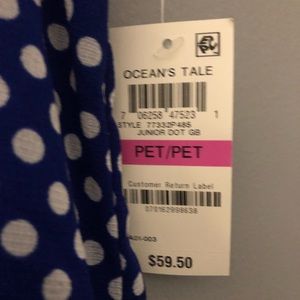 OCEAN'S TALE
7 06258 47523 1
STYLE 77332P485
JUNIOR DOT GB
PET/PET
Customer Return Label
$59.50